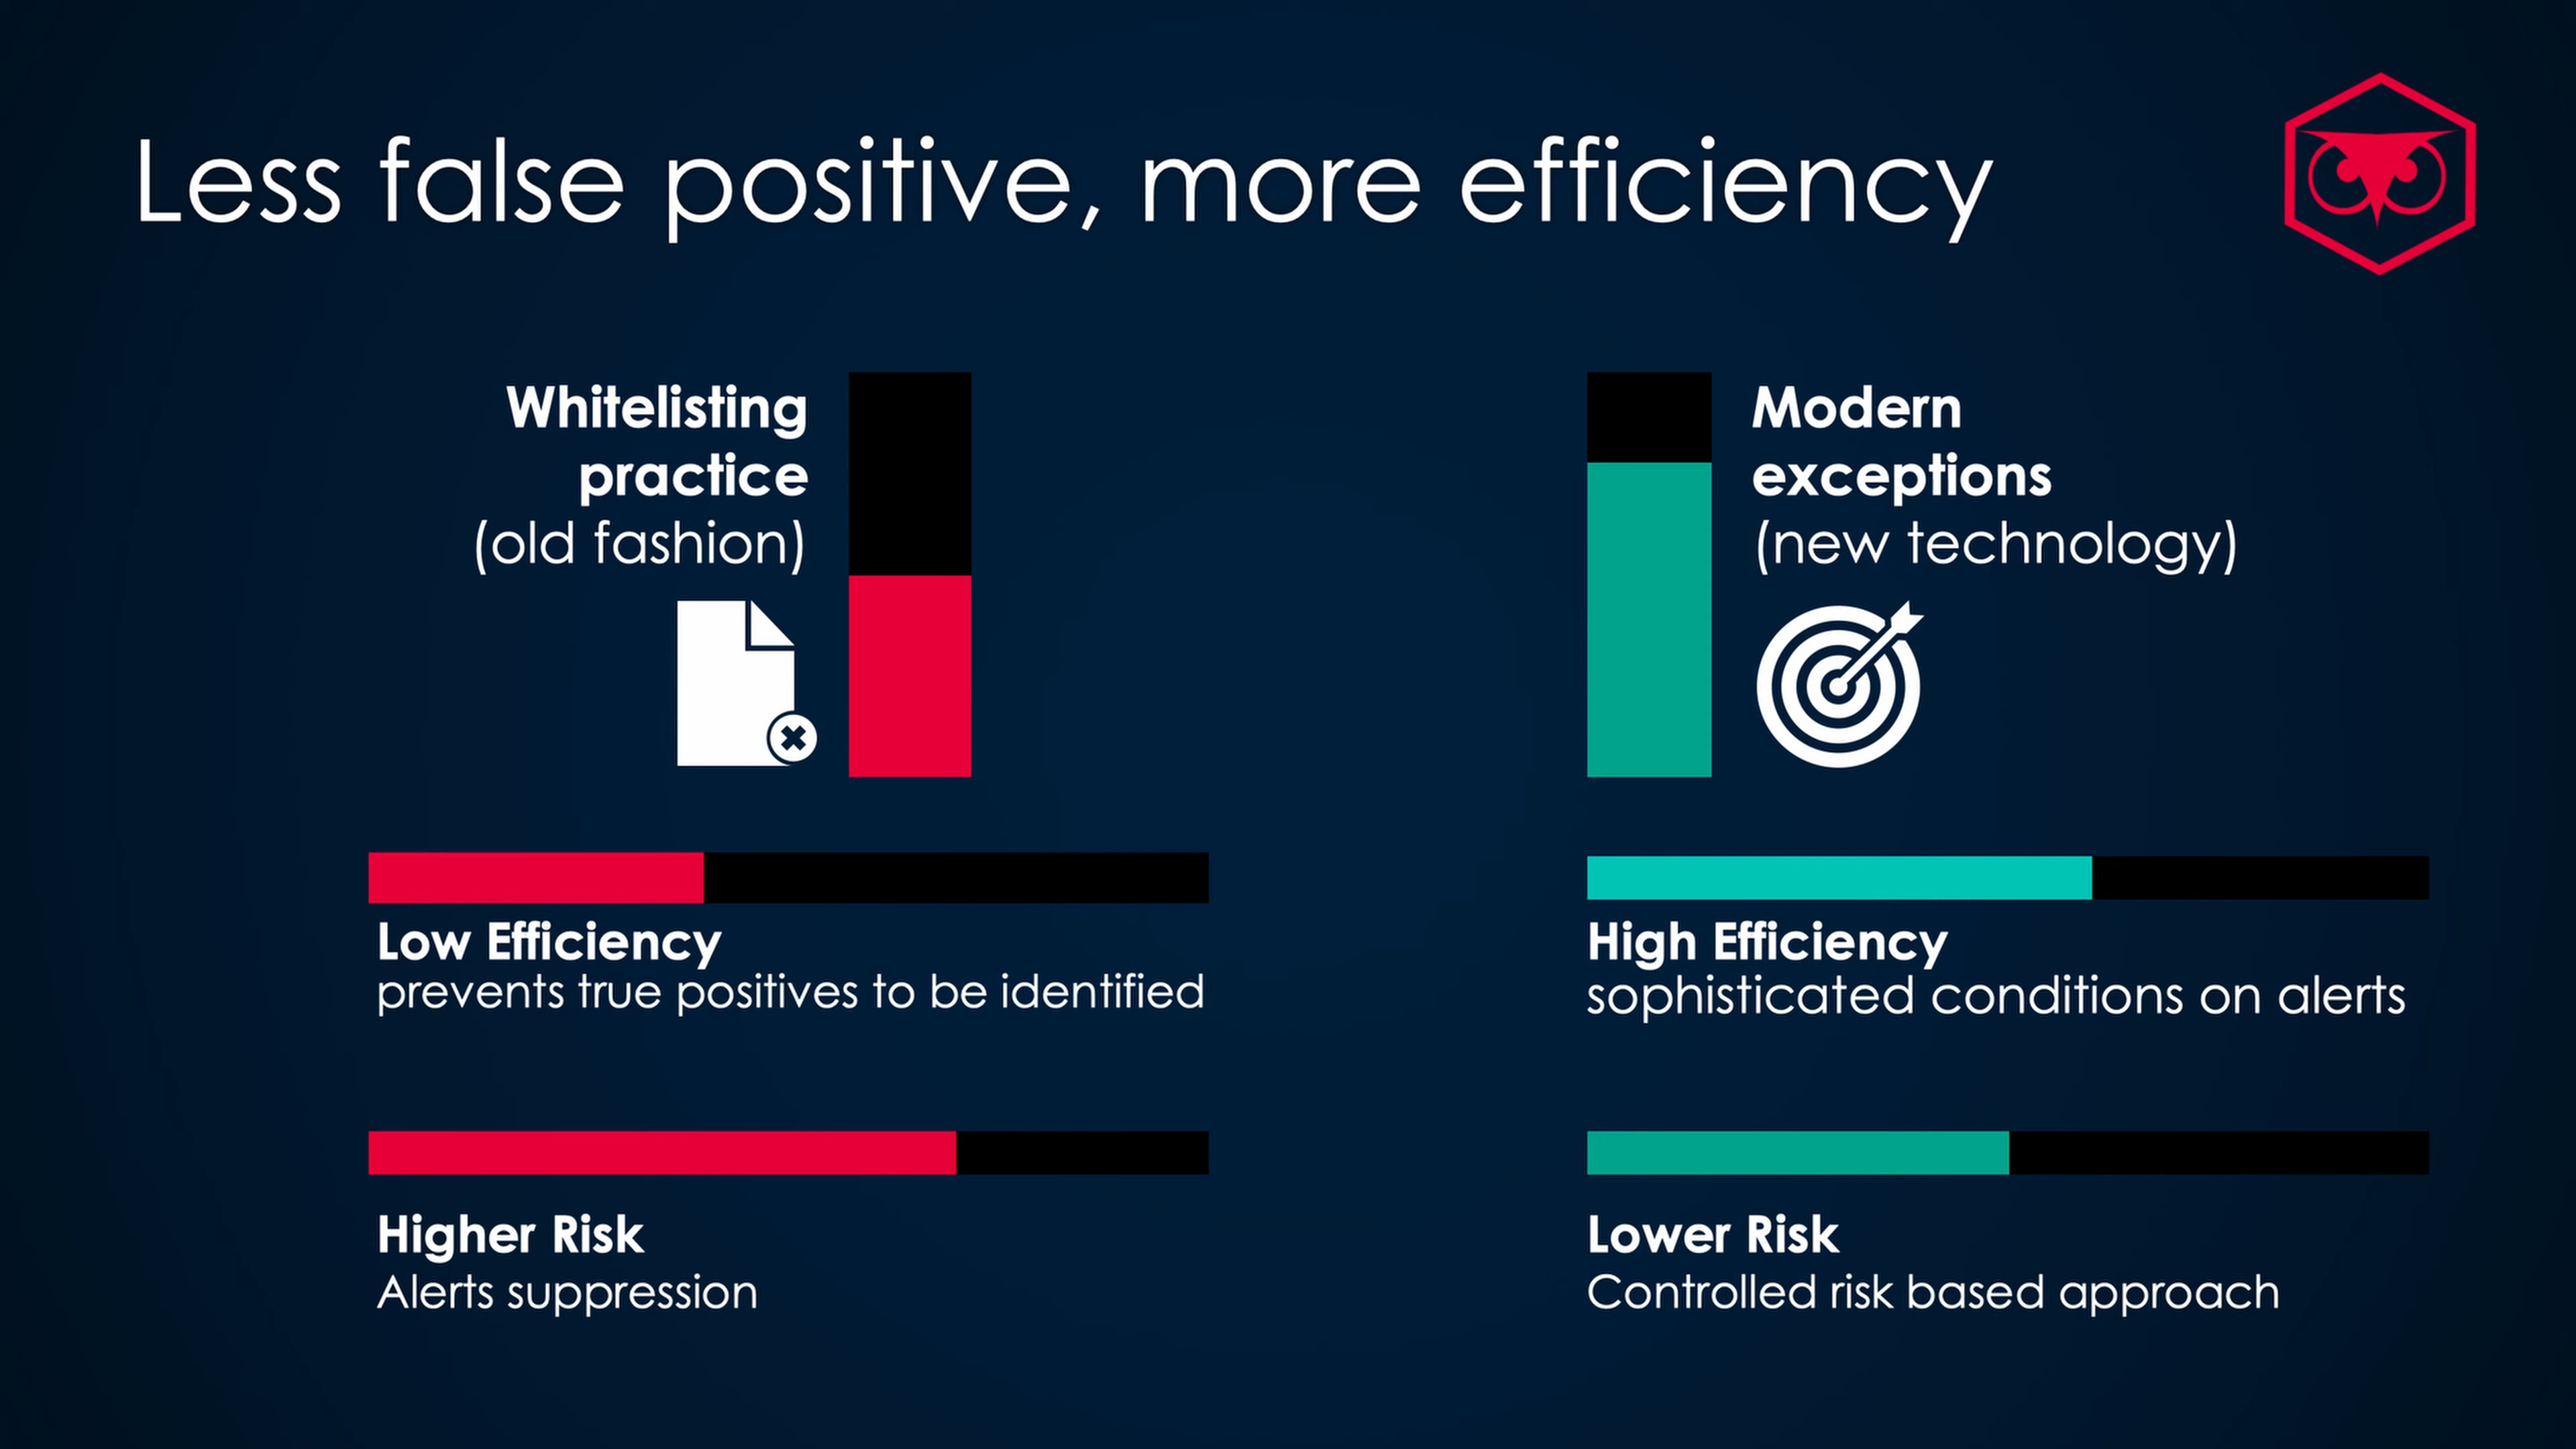 Less false positive, more efficiency
Whitelisting
practice
(old fashion)
Modern
exceptions
(new technology)
Low Efficiency
prevents true positives to be identified
High Efficiency
sophisticated conditions on alerts
Higher Risk
Alerts suppression
Lower Risk
Controlled risk based approach